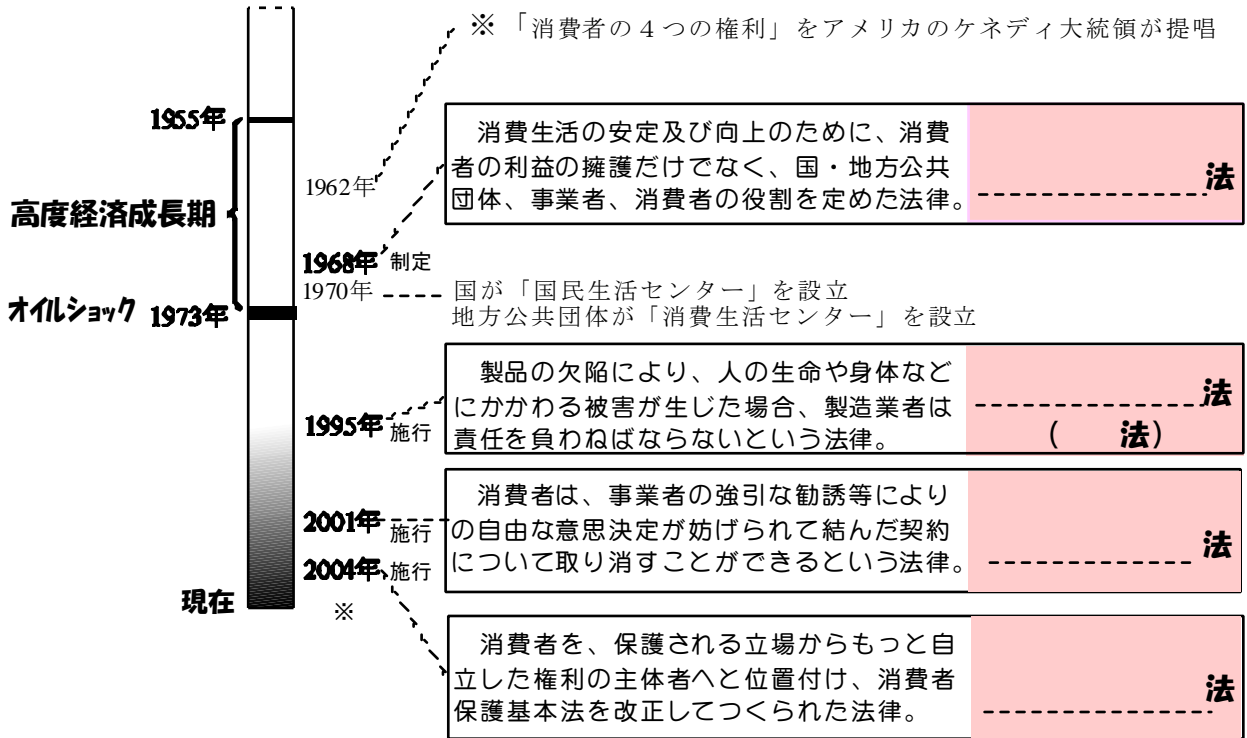 ※「消費者の４つの権利」をアメリカのケネディ大統領が提唱
1955年
消費生活の安定及び向上のために、消費
者の利益の擁護だけでなく、国・地方公共
団体、事業者、消費者の役割を定めた法律。
法
1962年
高度経済成長期
1968年 制定
1970年
国が「国民生活センター」を設立
地方公共団体が「消費生活センター」を設立
オイルショック 1973年
製品の欠陥により、人の生命や身体など
にかかわる被害が生じた場合、製造業者は
責任を負わねばならないという法律。
法
(　　法)
1995年 施行
消費者は、事業者の強引な勧誘等により
の自由な意思決定が妨げられて結んだ契約
について取り消すことができるという法律。
法
2001年 施行
2004年 施行
現在
※
消費者を、保護される立場からもっと自
立した権利の主体者へと位置付け、消費者
保護基本法を改正してつくられた法律。
法